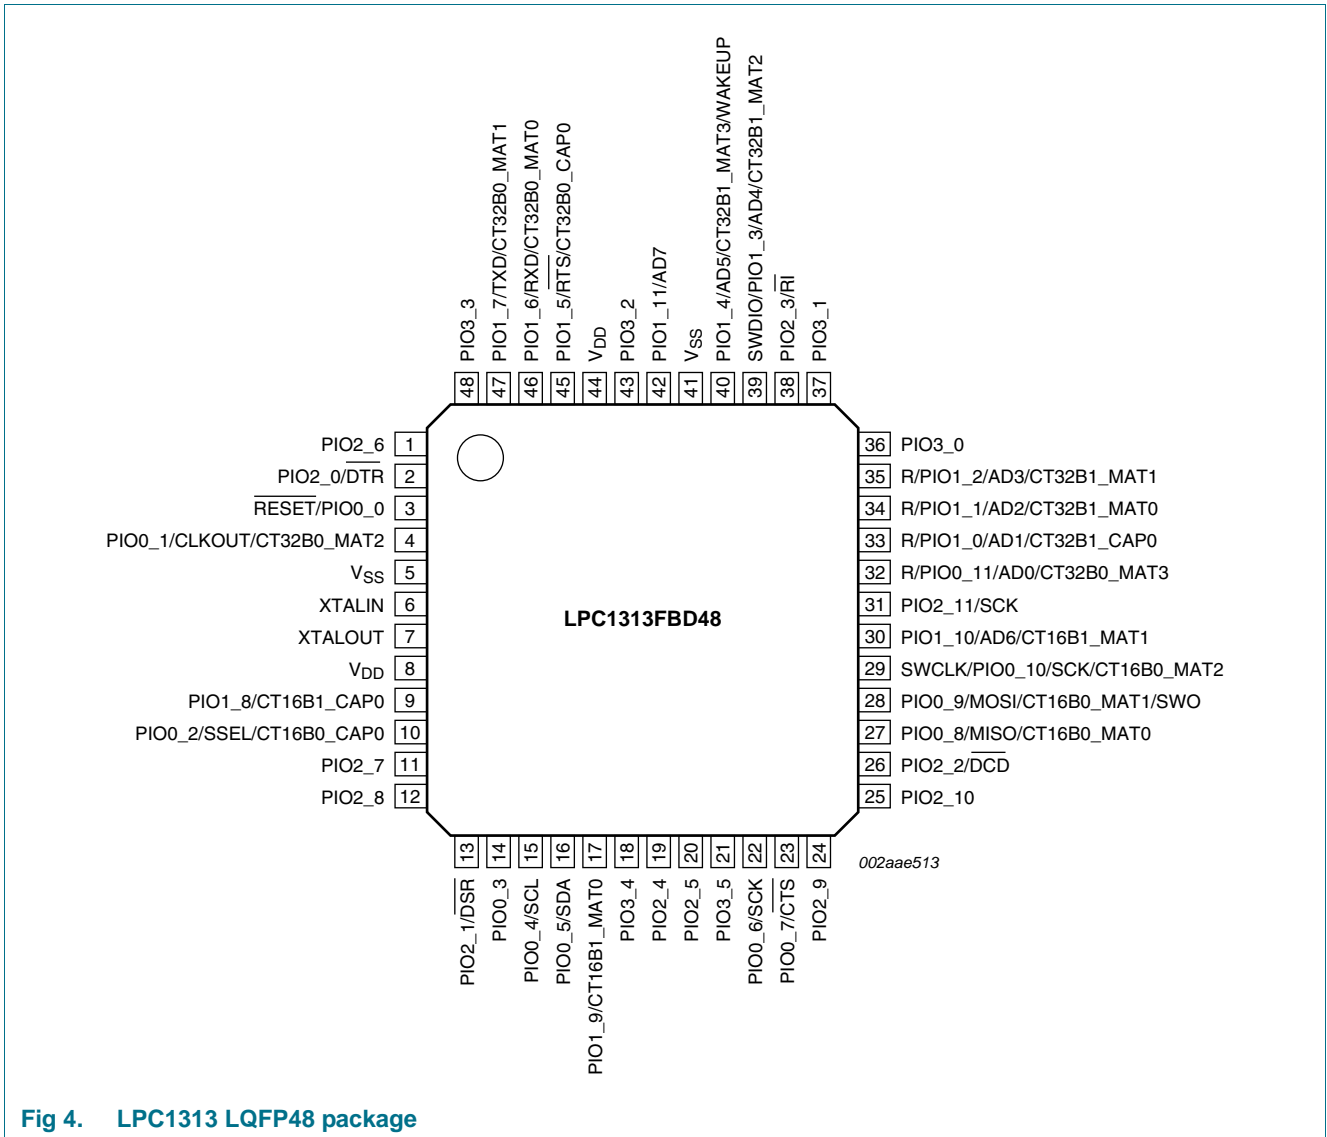 PIO3_3
PIO1_7/TXD/CT32B0_MAT1
PIO1_6/RXD/CT32B0_MAT0
PIO1_5/RTS/CT32B0_CAP0
VDD
PIO3_2
PIO1_11/AD7
VSS
PIO1_4/AD5/CT32B1_MAT3/WAKEUP
SWDIO/PIO1_3/AD4/CT32B1_MAT2
PIO2_3/RI
PIO3_1
48 47 46 45 44 43 42 41 40 39 38 37
PIO2_6 1
PIO2_0/DTR 2
RESET/PIO0_0 3
PIO0_1/CLKOUT/CT32B0_MAT2 4
VSS 5
XTALIN 6
XTALOUT 7
VDD 8
PIO1_8/CT16B1_CAP0 9
PIO0_2/SSEL/CT16B0_CAP0 10
PIO2_7 11
PIO2_8 12
LPC1313FBD48
36 PIO3_0
35 R/PIO1_2/AD3/CT32B1_MAT1
34 R/PIO1_1/AD2/CT32B1_MAT0
33 R/PIO1_0/AD1/CT32B1_CAP0
32 R/PIO0_11/AD0/CT32B0_MAT3
31 PIO2_11/SCK
30 PIO1_10/AD6/CT16B1_MAT1
29 SWCLK/PIO0_10/SCK/CT16B0_MAT2
28 PIO0_9/MOSI/CT16B0_MAT1/SWO
27 PIO0_8/MISO/CT16B0_MAT0
26 PIO2_2/DCD
25 PIO2_10
13 14 15 16 17 18 19 20 21 22 23 24
PIO2_1/DSR
PIO0_3
PIO0_4/SCL
PIO0_5/SDA
PIO1_9/CT16B1_MAT0
PIO3_4
PIO2_4
PIO2_5
PIO3_5
PIO0_6/SCK
PIO0_7/CTS
PIO2_9
002aae513
Fig 4. LPC1313 LQFP48 package